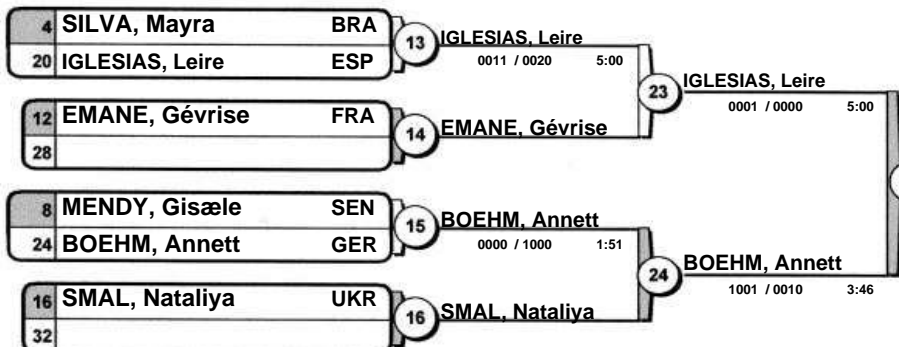 4 SILVA, Mayra BRA
20 IGLESIAS, Leire ESP
13 IGLESIAS, Leire
0011 / 0020 5:00
12 EMANE, Gévrise FRA
28
14 EMANE, Gévrise
23 IGLESIAS, Leire
0001 / 0000 5:00
8 MENDY, Gisæle SEN
24 BOEHM, Annett GER
15 BOEHM, Annett
0000 / 1000 1:51
16 SMAL, Nataliya UKR
32
16 SMAL, Nataliya
24 BOEHM, Annett
1001 / 0010 3:46